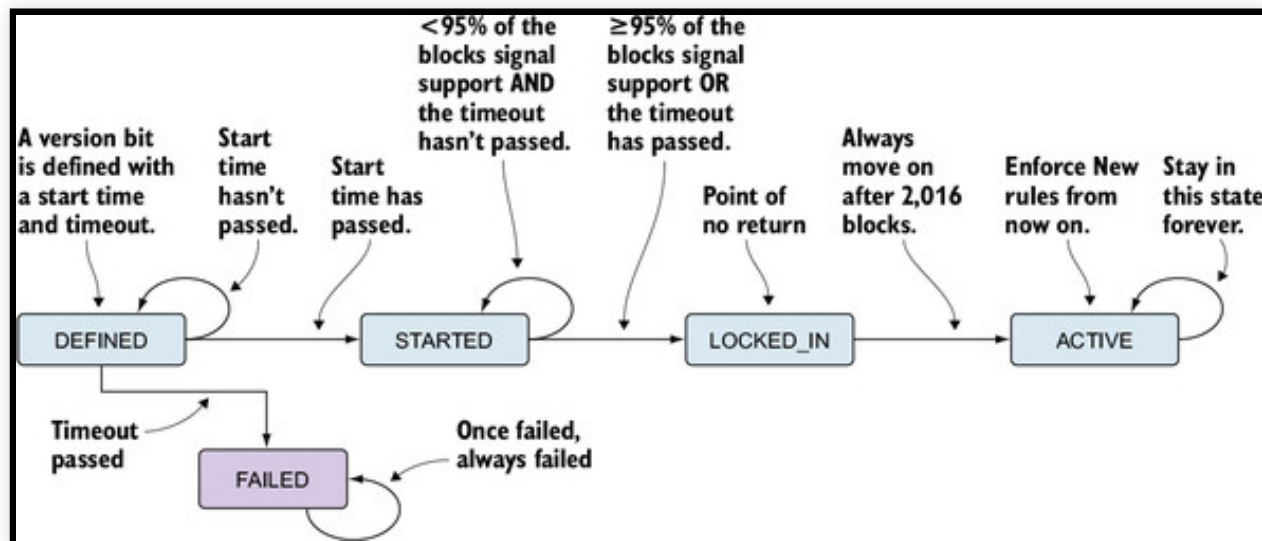 A version bit
is defined with
a start time
and timeout.
Start
time
hasn't
passed.
Start
time has
passed.
<95% of the
blocks signal
support AND
the timeout
hasn't passed.
≥95% of the
blocks signal
support OR
the timeout
has passed.
Point of
no return
Always
move on
after 2,016
blocks.
Enforce New
rules from
now on.
Stay in
this state
forever.
DEFINED
STARTED
LOCKED_IN
ACTIVE
Timeout
passed
FAILED
Once failed,
always failed